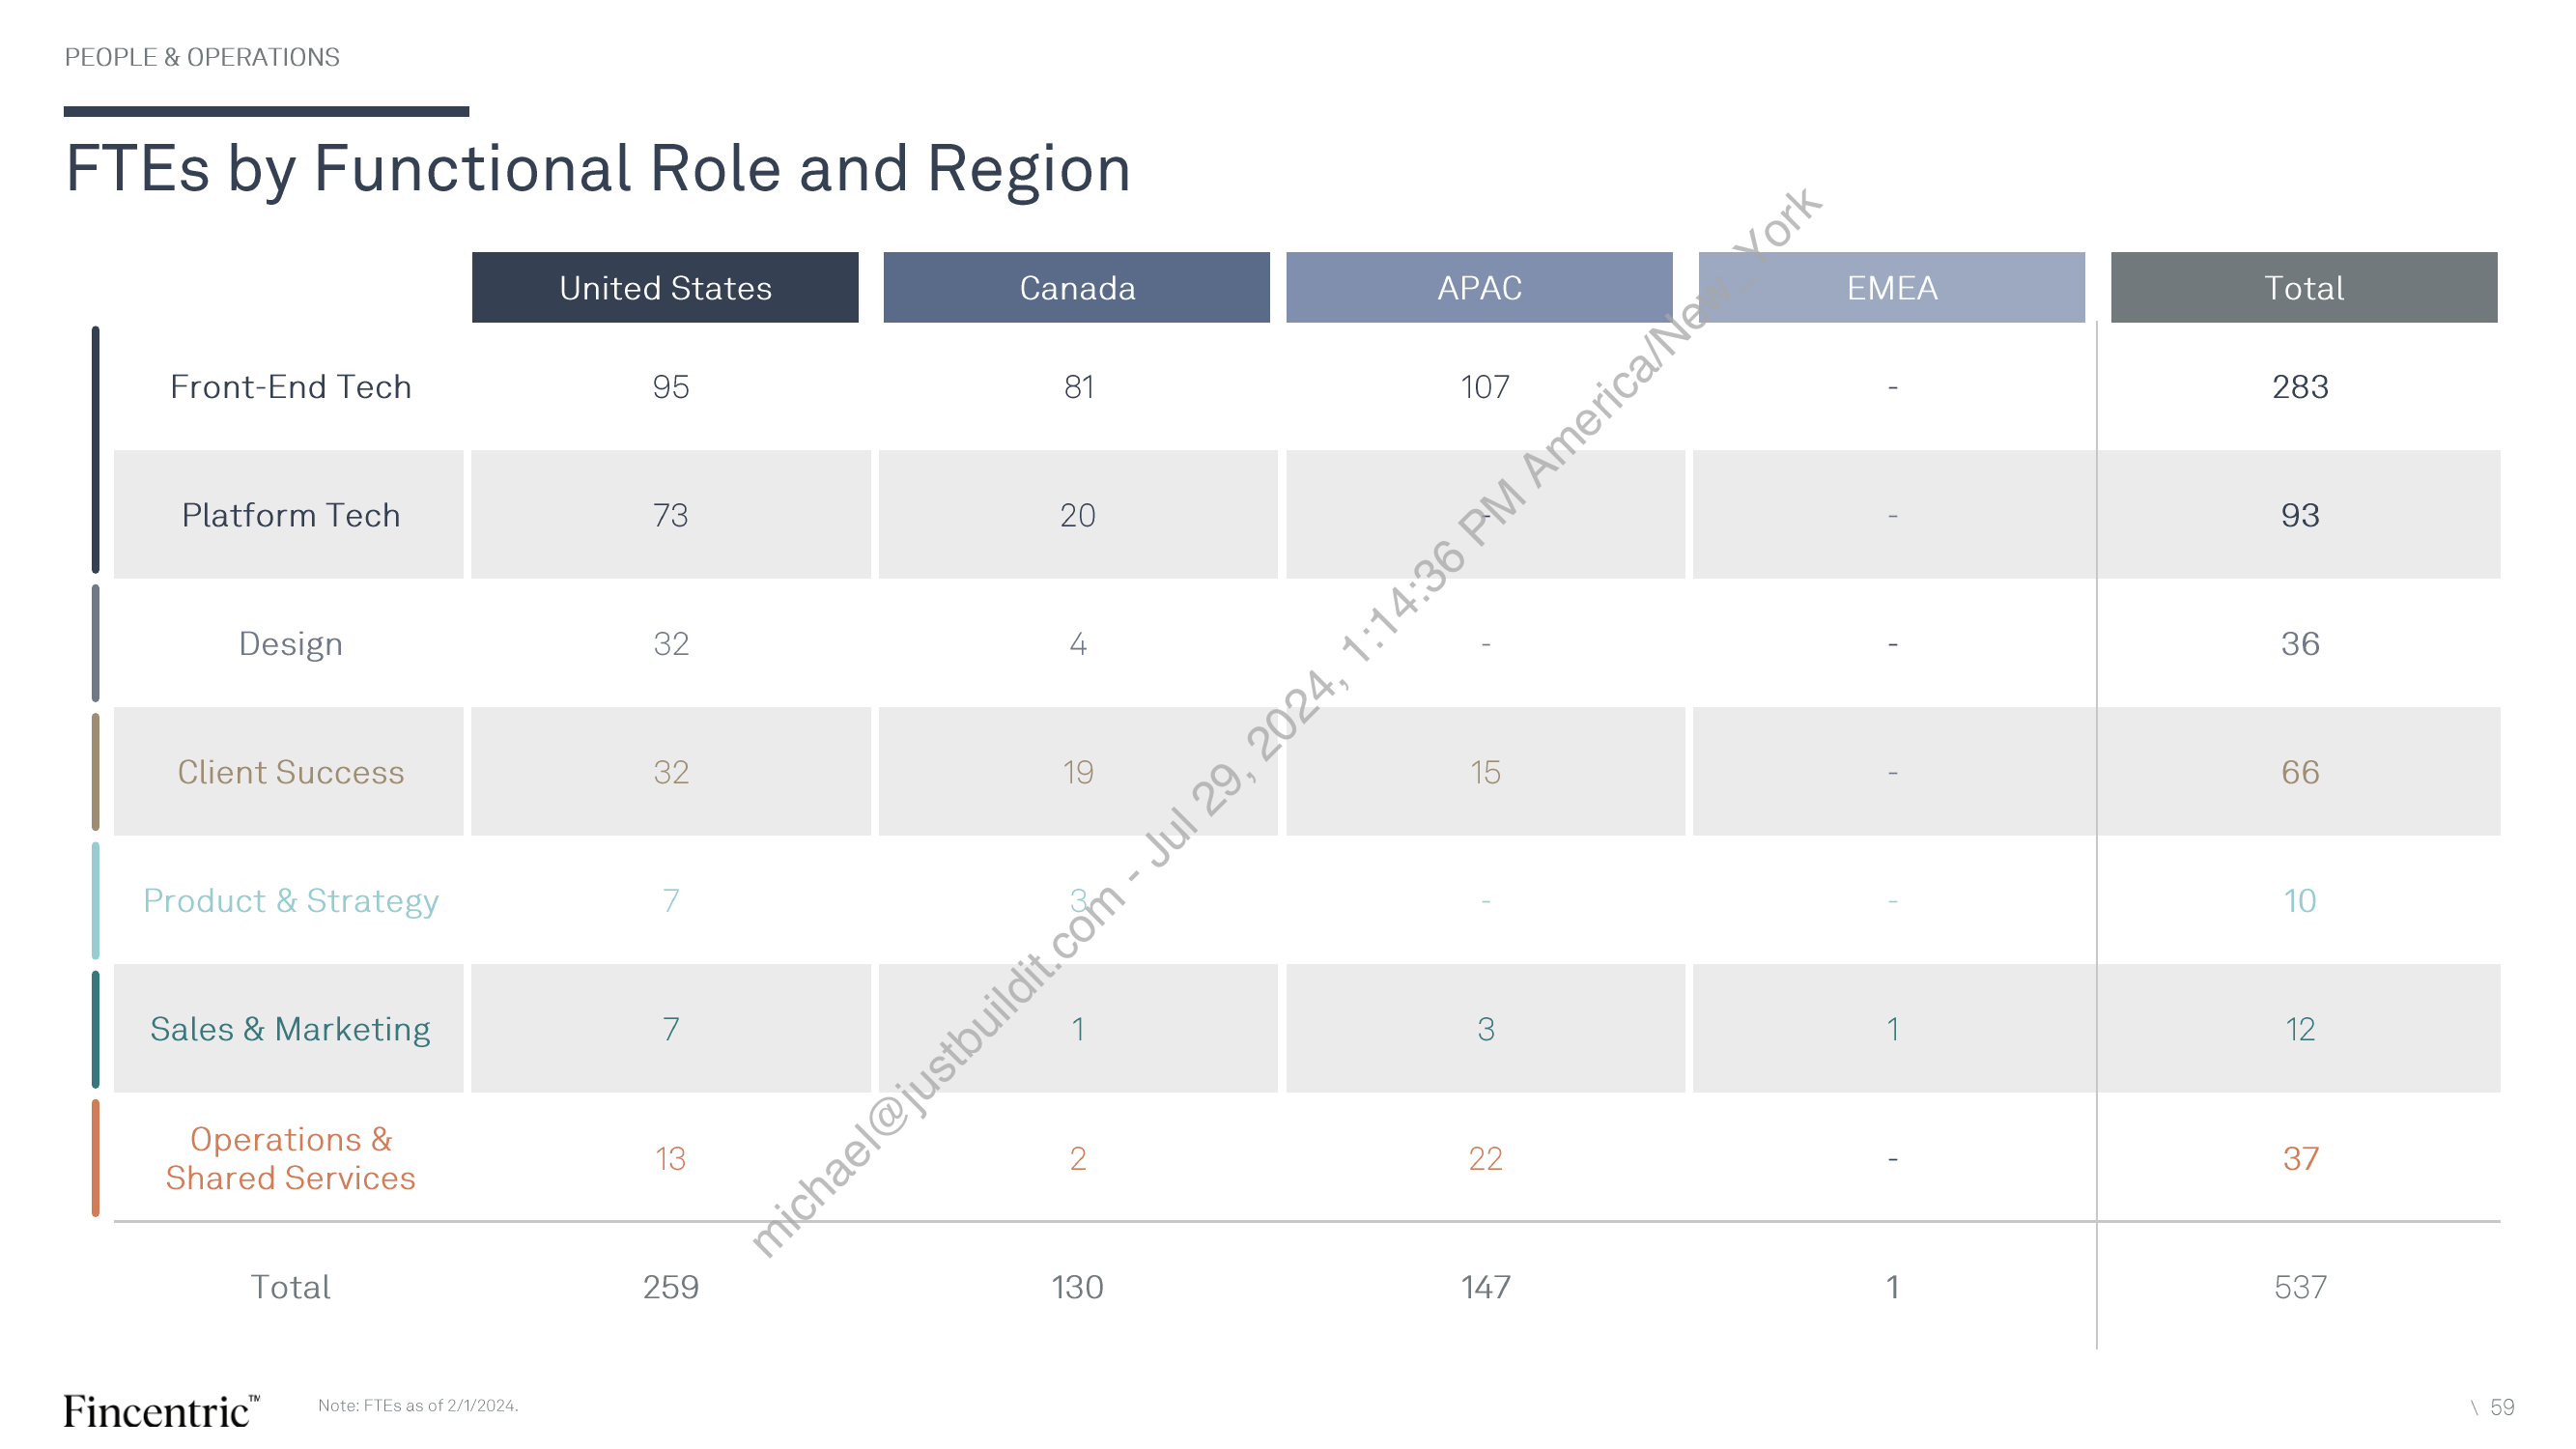 PEOPLE & OPERATIONS
FTEs by Functional Role and Region
United States Canada APAC EMEA Total
Front-End Tech 95 81 107 - 283
Platform Tech 73 20 - - 93
Design 32 4 - - 36
Client Success 32 19 15 - 66
Product & Strategy 7 3 - - 10
Sales & Marketing 7 1 3 1 12
Operations &
Shared Services 13 2 22 - 37
Total 259 130 147 1 537
michael@justbuildit.com - Jul 29, 2024, 1:14:36 PM America/New_York
Fincentric™ Note: FTEs as of 2/1/2024. \ 59